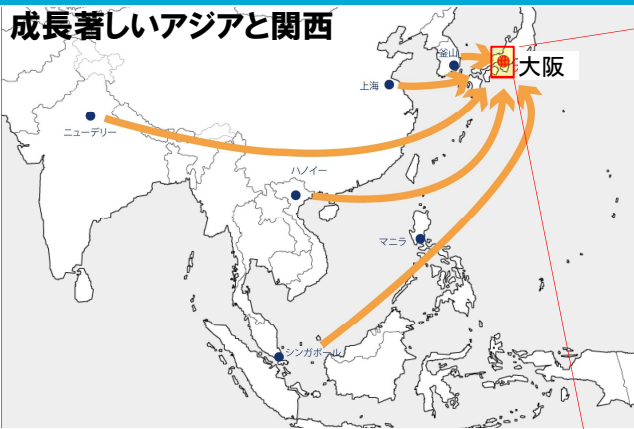 成長著しいアジアと関西
釜山
大阪
上海
ニューデリー
ハノイー
マニラ
シンガポール